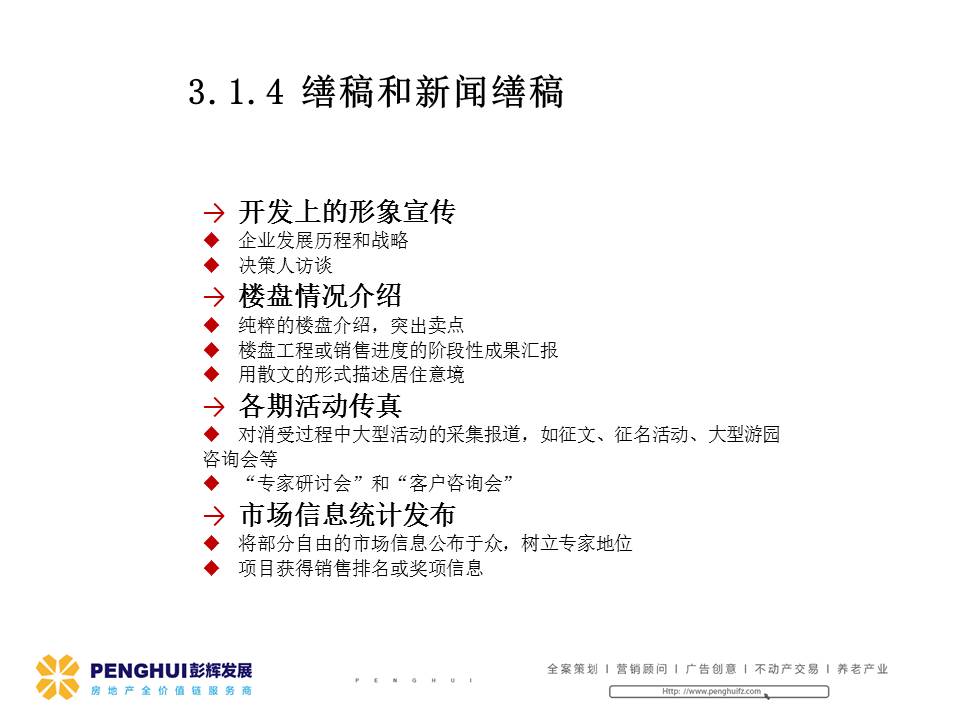 3.1.4 缮稿和新闻缮稿
→ 开发上的形象宣传
◆ 企业发展历程和战略
◆ 决策人访谈
→ 楼盘情况介绍
◆ 纯粹的楼盘介绍，突出卖点
◆ 楼盘工程或销售进度的阶段性成果汇报
◆ 用散文的形式描述居住意境
→ 各期活动传真
◆ 对消受过程中大型活动的采集报道，如征文、征名活动、大型游园
咨询会等
◆ “专家研讨会”和“客户咨询会”
→ 市场信息统计发布
◆ 将部分自由的市场信息公布于众，树立专家地位
◆ 项目获得销售排名或奖项信息
PENGHUI彭辉发展
房地产全价值链服务商
PENGHUI
全案策划 | 营销顾问 | 广告创意 | 不动产交易 | 养老产业
Http: //www.penghuifz.com